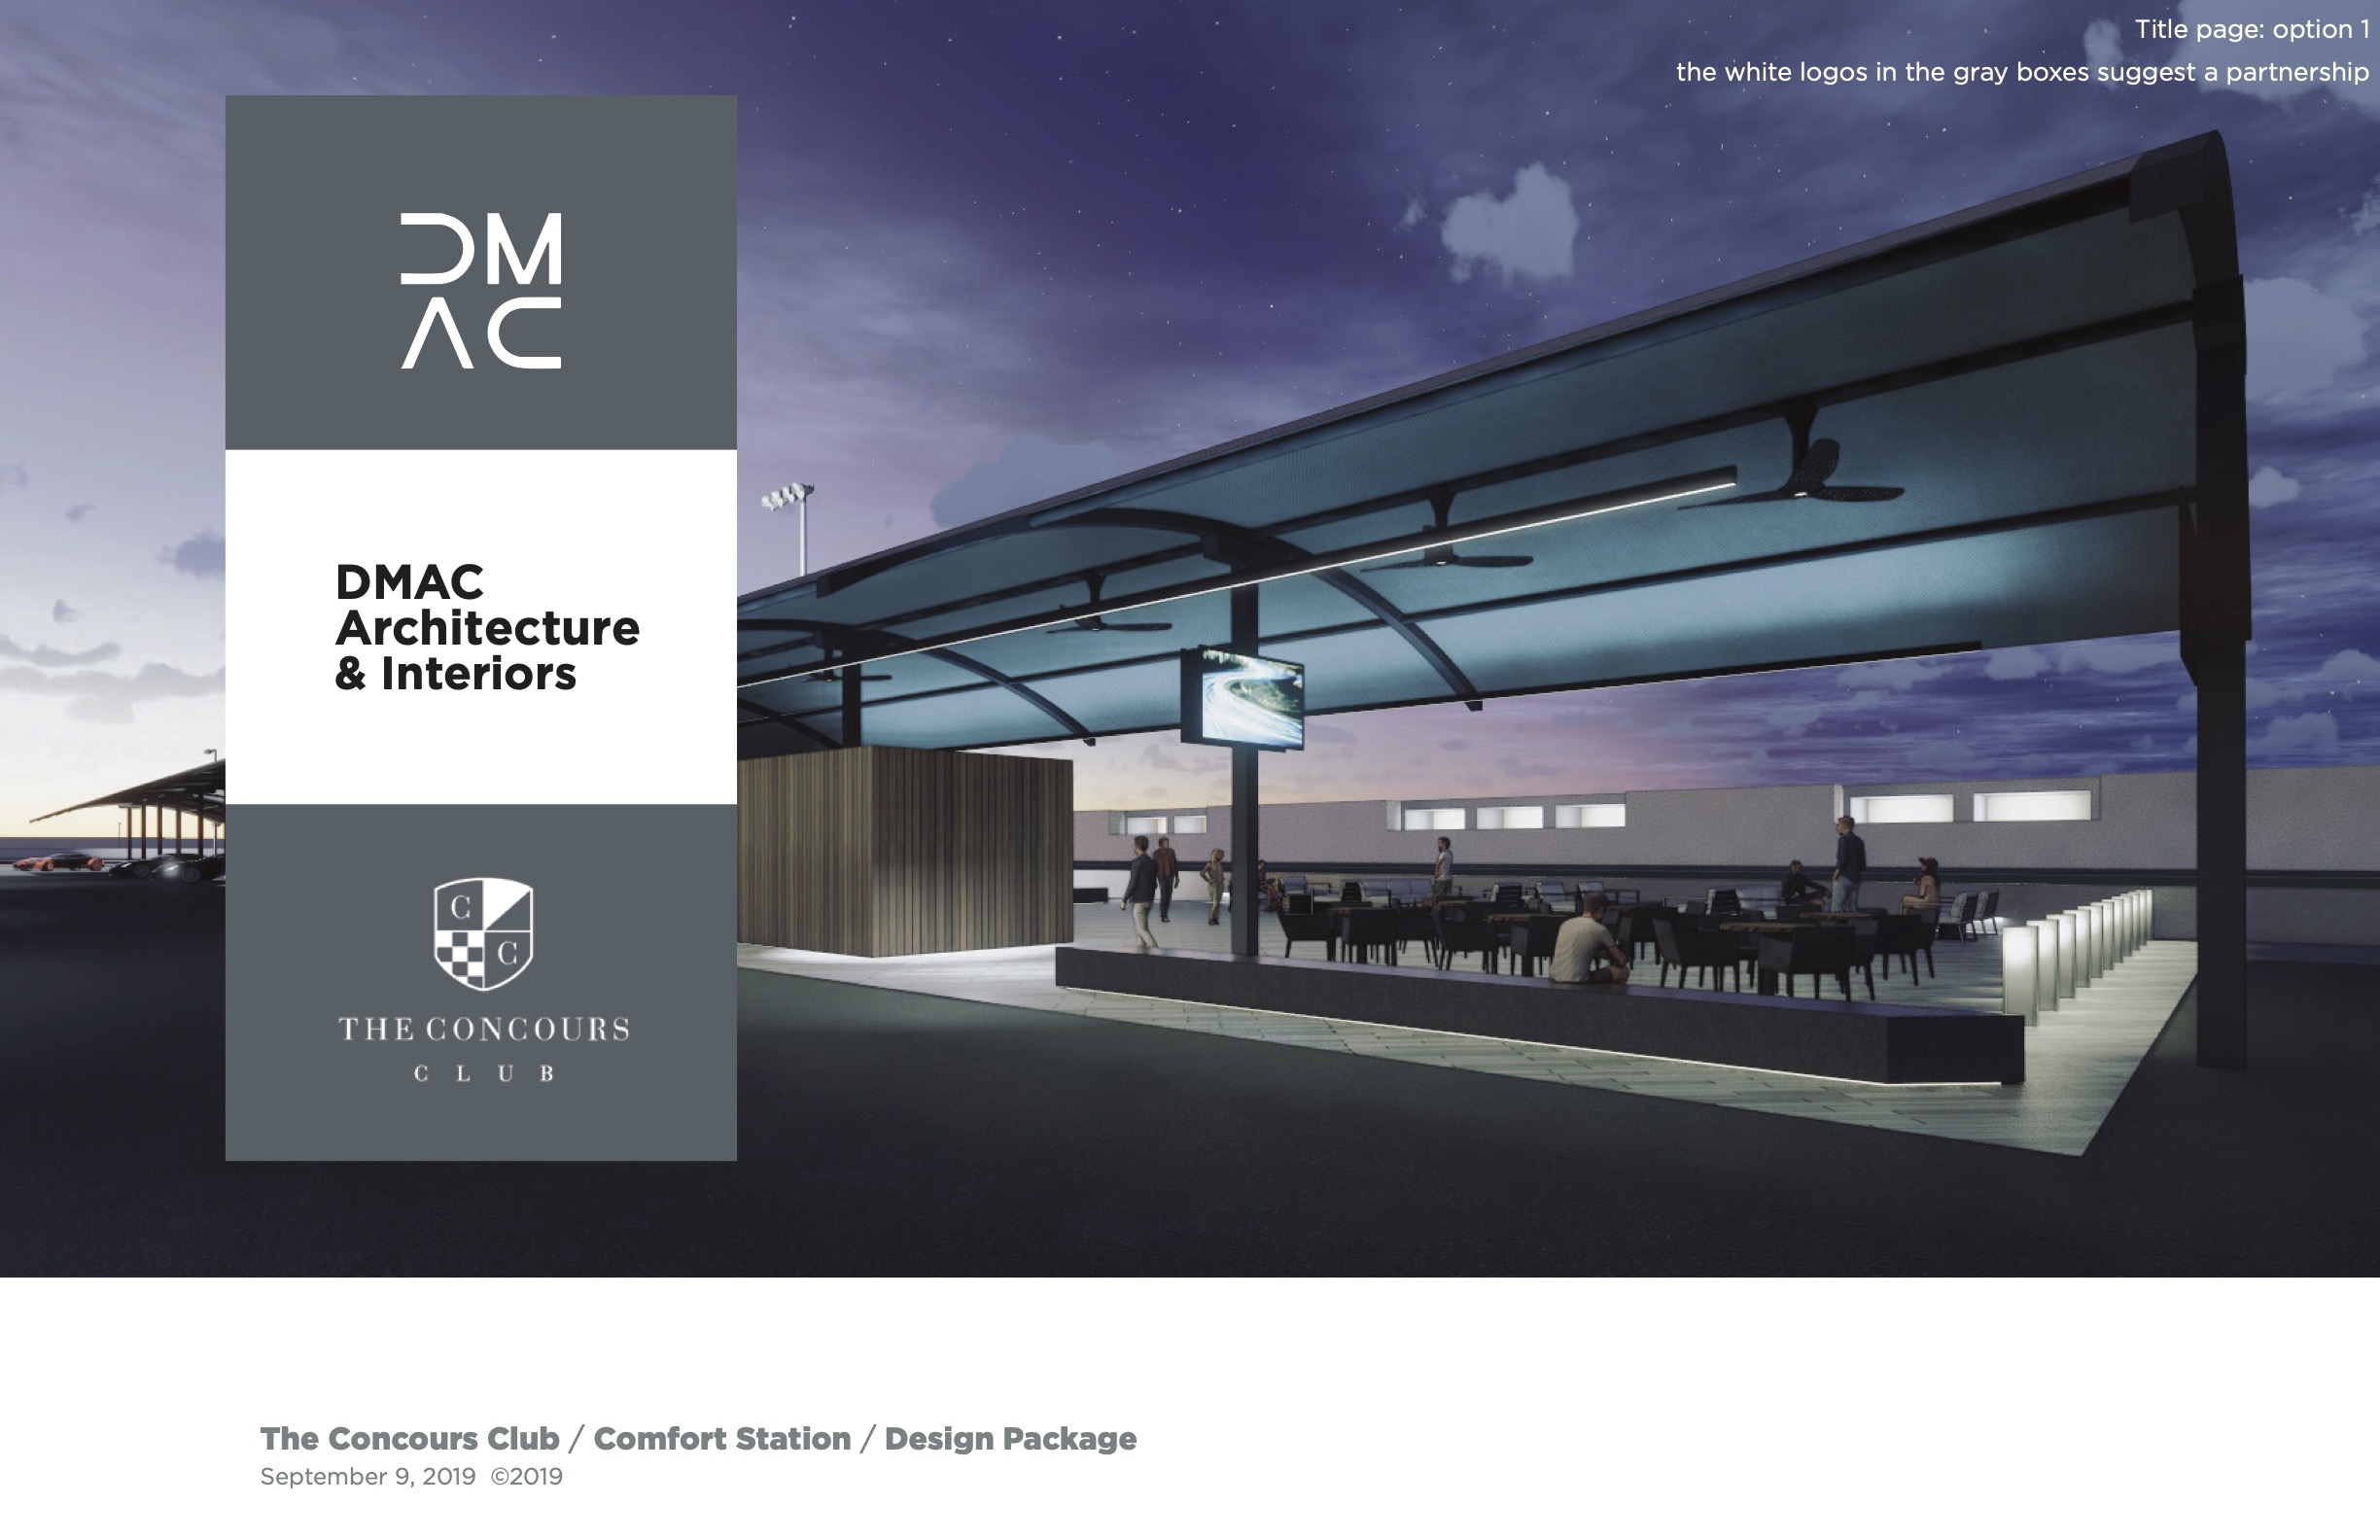 Title page: option 1
the white logos in the gray boxes suggest a partnership
DM
AC
DMAC
Architecture
& Interiors
C
C
THE CONCOURS
CLUB
The Concours Club / Comfort Station / Design Package
September 9, 2019 ©2019